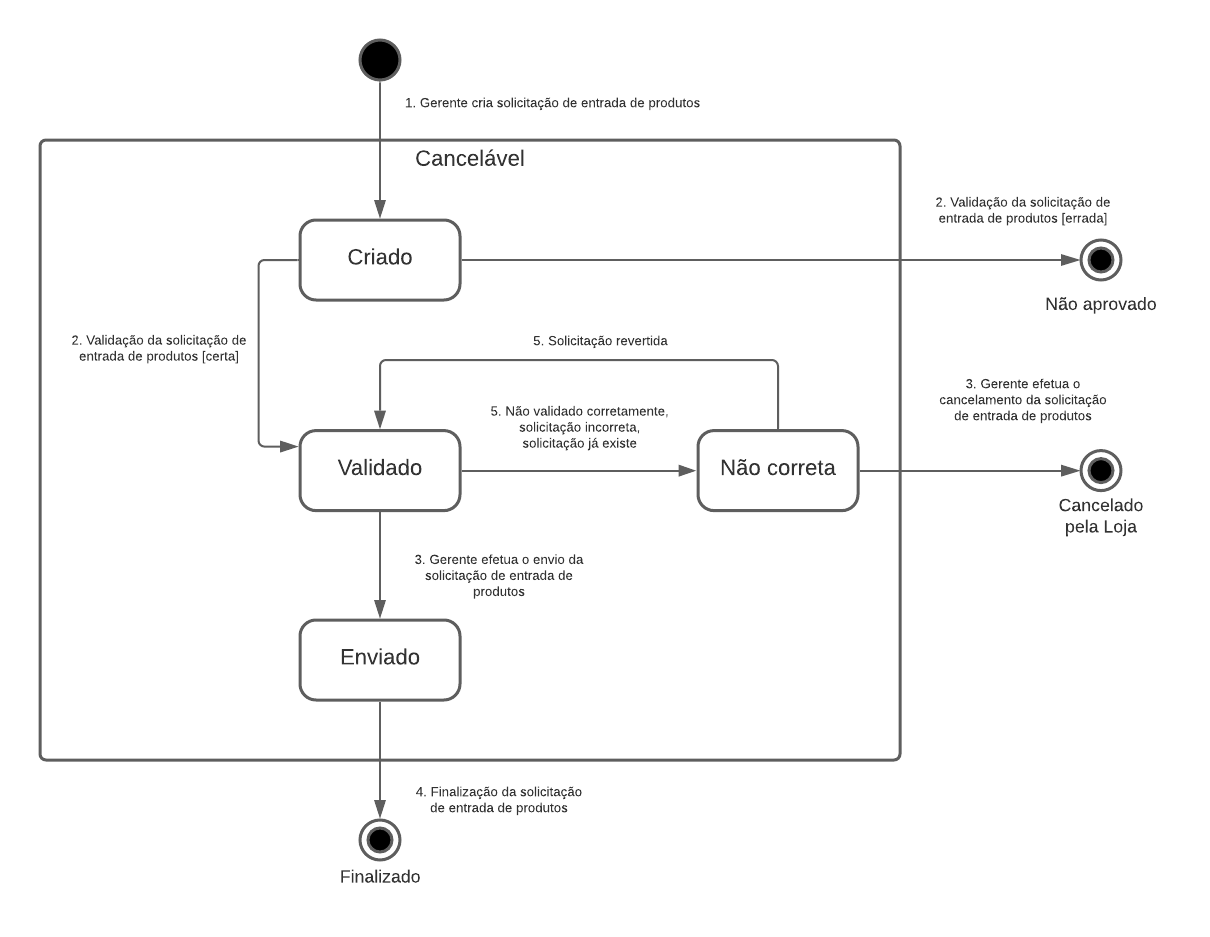 1. Gerente cria solicitação de entrada de produtos
Cancelável
2. Validação da solicitação de
entrada de produtos [errada]
Criado
Não aprovado
2. Validação da solicitação de
entrada de produtos [certa]
5. Solicitação revertida
3. Gerente efetua o
cancelamento da solicitação
de entrada de produtos
5. Não validado corretamente,
solicitação incorreta,
solicitação já existe
Validado
Não correta
Cancelado
pela Loja
3. Gerente efetua o envio da
solicitação de entrada de
produtos
Enviado
4. Finalização da solicitação
de entrada de produtos
Finalizado